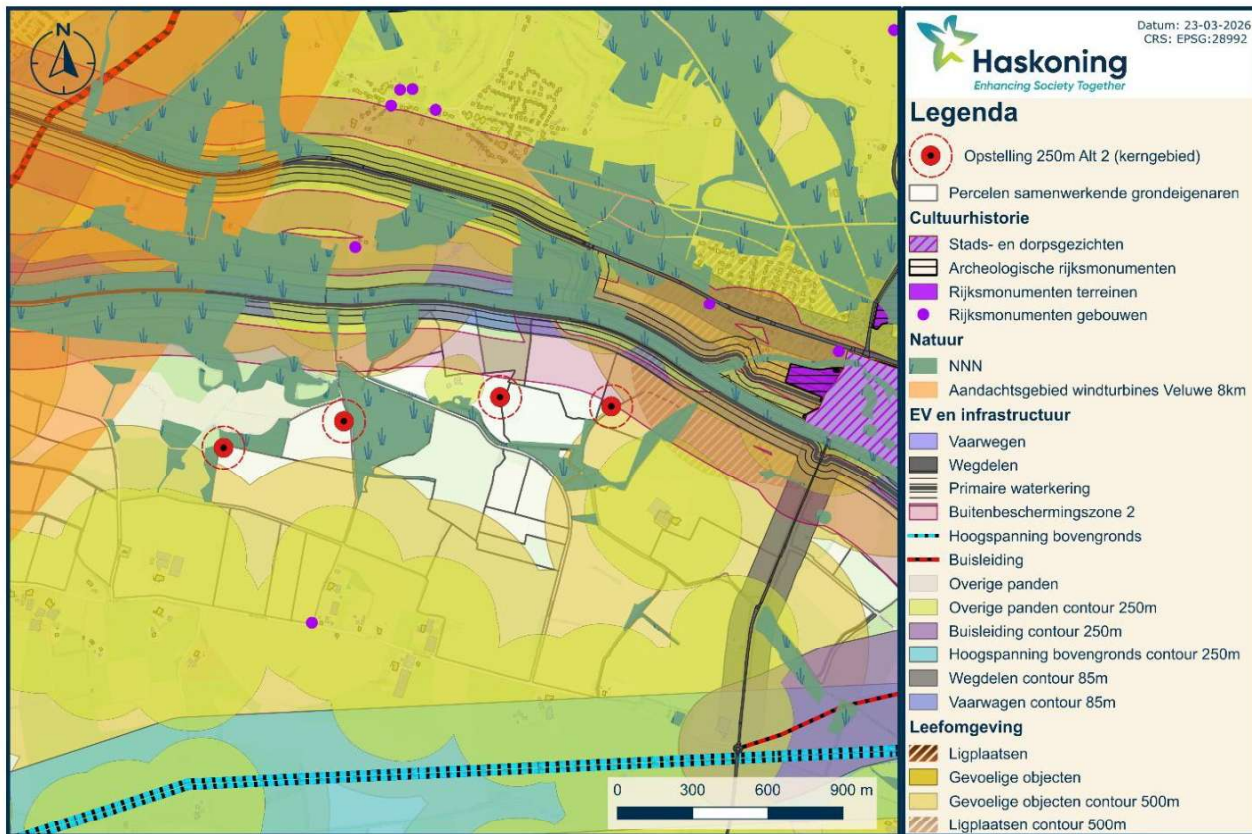 N
0 300 600 900 m
Datum: 23-03-2026
CRS: EPSG:28992
Haskoning
Enhancing Society Together
Legenda
Opstelling 250m Alt 2 (kerngebied)
Percelen samenwerkende grondeigenaren
Cultuurhistorie
Stads- en dorpsgezichten
Archeologische rijksmonumenten
Rijksmonumenten terreinen
Rijksmonumenten gebouwen
Natuur
NNN
Aandachtsgebied windturbines Veluwe 8km
EV en infrastructuur
Vaarwegen
Wegdelen
Primaire waterkering
Buitenbeschermingszone 2
Hoogspanning bovengronds
Buisleiding
Overige panden
Overige panden contour 250m
Buisleiding contour 250m
Hoogspanning bovengronds contour 250m
Wegdelen contour 85m
Vaarwagen contour 85m
Leefomgeving
Ligplaatsen
Gevoelige objecten
Gevoelige objecten contour 500m
Ligplaatsen contour 500m